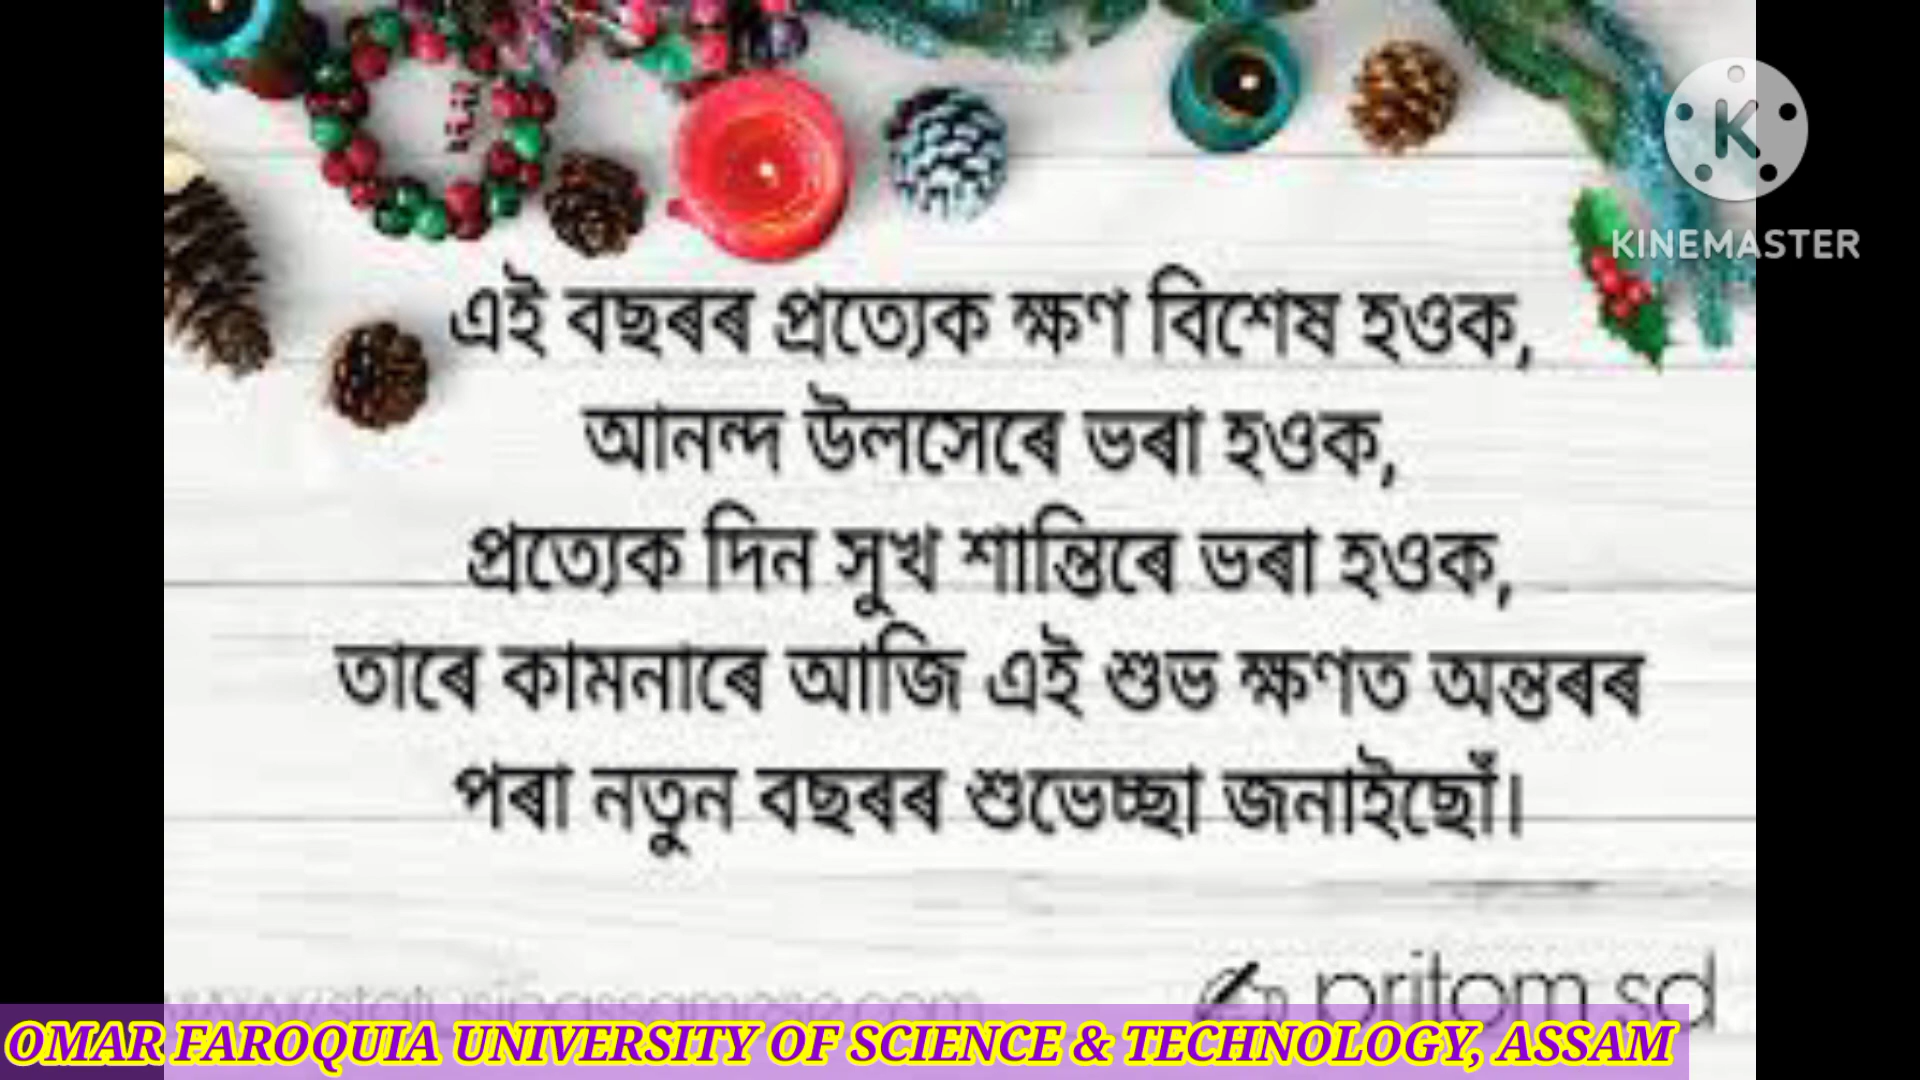 K
KINEMASTER
এই বছৰৰ প্ৰত্যেক ক্ষণ বিশেষ হওক,
আনন্দ উলসেৰে ভৰা হওক,
প্ৰত্যেক দিন সুখ শান্তিৰে ভৰা হওক,
তাৰে কামনাৰে আজি এই শুভ ক্ষণত অন্তৰৰ
পৰা নতুন বছৰৰ শুভেচ্ছা জনাইছোঁ।
pritom sd
OMAR FAROQUIA UNIVERSITY OF SCIENCE & TECHNOLOGY, ASSAM